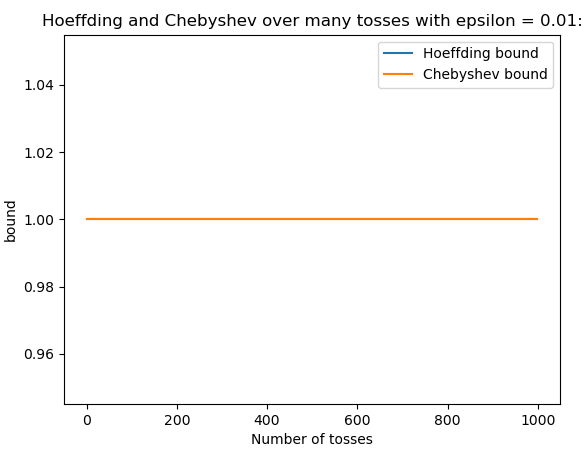 Hoeffding and Chebyshev over many tosses with epsilon = 0.01:
Hoeffding bound
Chebyshev bound
1.04
1.02
1.00
0.98
0.96
bound
0 200 400 600 800 1000
Number of tosses